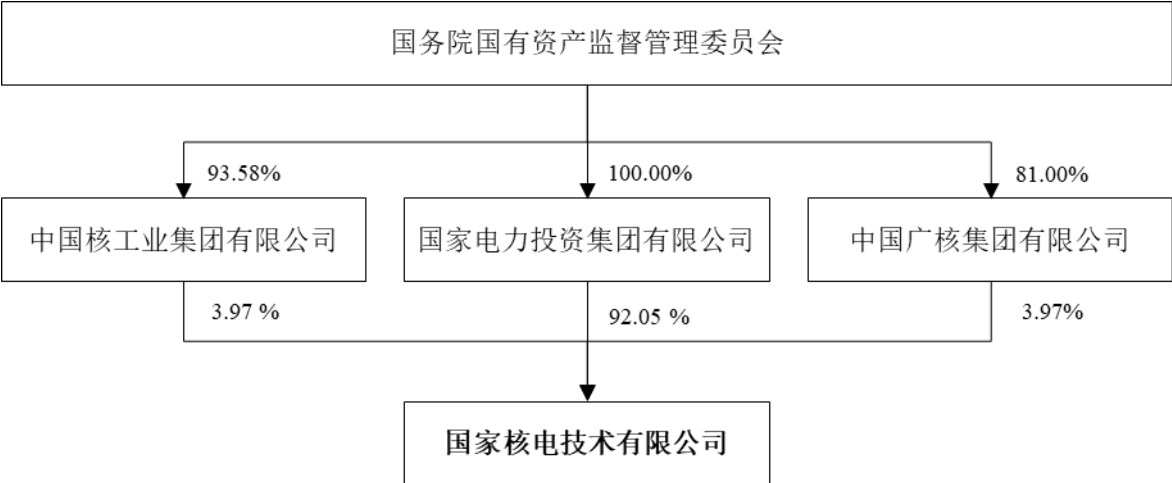 国务院国有资产监督管理委员会
93.58%
100.00%
81.00%
中国核工业集团有限公司
国家电力投资集团有限公司
中国广核集团有限公司
3.97 %
92.05 %
3.97%
国家核电技术有限公司